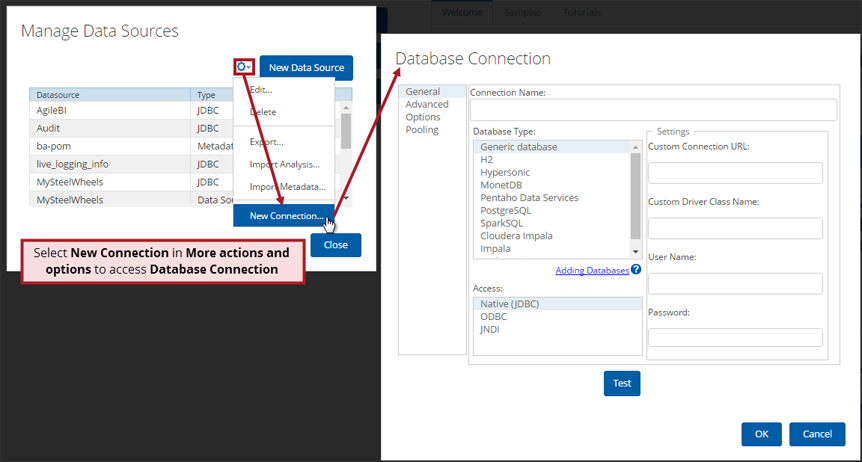 Welcome Samples Tutorials
Manage Data Sources
New Data Source
Datasource Type
AgileBI JDBC
Audit JDBC
ba-pom Metadat
live_logging_info JDBC
MySteelWheels JDBC
MySteelWheels Data Sou
Edit...
Delete
Export...
Import Analysis...
Import Metadata...
New Connection...
Close
Select New Connection in More actions and
options to access Database Connection
Database Connection
General
Advanced
Options
Pooling
Connection Name:
Database Type:
Generic database
H2
Hypersonic
MonetDB
Pentaho Data Services
PostgreSQL
SparkSQL
Cloudera Impala
Impala
Adding Databases ?
Access:
Native (JDBC)
ODBC
JNDI
Settings
Custom Connection URL:
Custom Driver Class Name:
User Name:
Password:
Test
OK Cancel